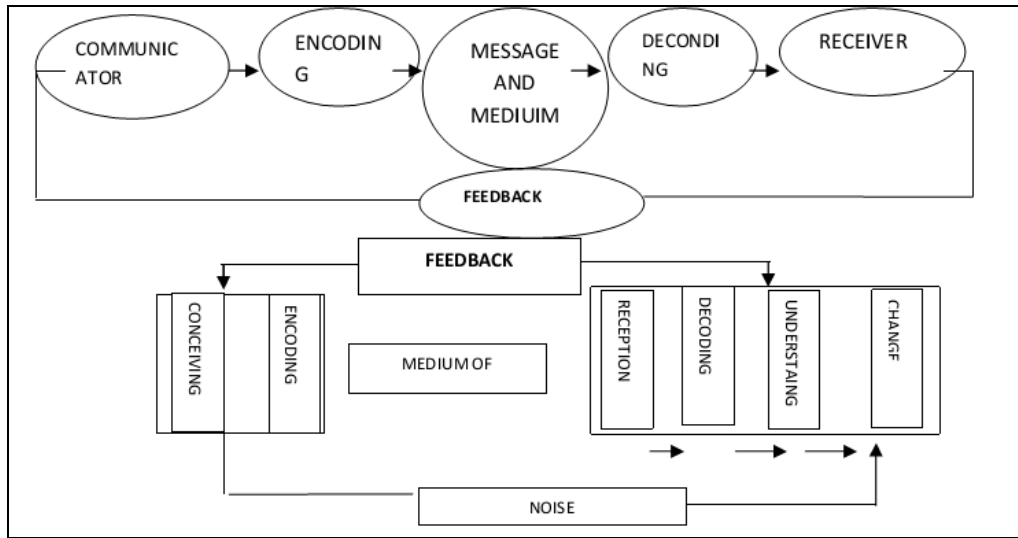 COMMUNIC
ATOR
ENCODIN
G
MESSAGE
AND
MEDIUIM
DECONDI
NG
RECEIVER
FEEDBACK
FEEDBACK
CONCEIVING
ENCODING
MEDIUM OF
RECEPTION
DECODING
UNDERSTAING
CHANGE
NOISE